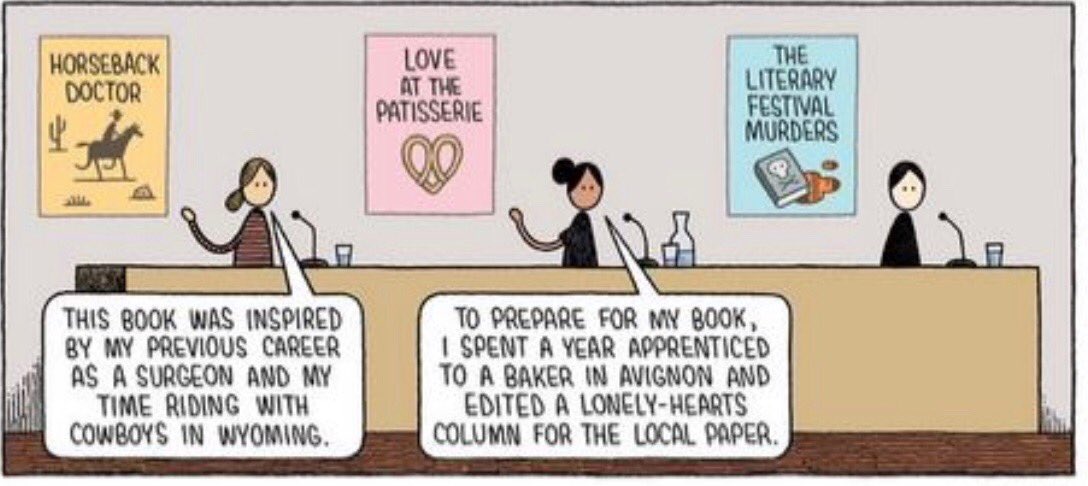 HORSEBACK
DOCTOR
LOVE
AT THE
PATISSERIE
THE
LITERARY
FESTIVAL
MURDERS
THIS BOOK WAS INSPIRED
BY MY PREVIOUS CAREER
AS A SURGEON AND MY
TIME RIDING WITH
COWBOYS IN WYOMING.
TO PREPARE FOR MY BOOK,
I SPENT A YEAR APPRENTICED
TO A BAKER IN AVIGNON AND
EDITED A LONELY-HEARTS
COLUMN FOR THE LOCAL PAPER.